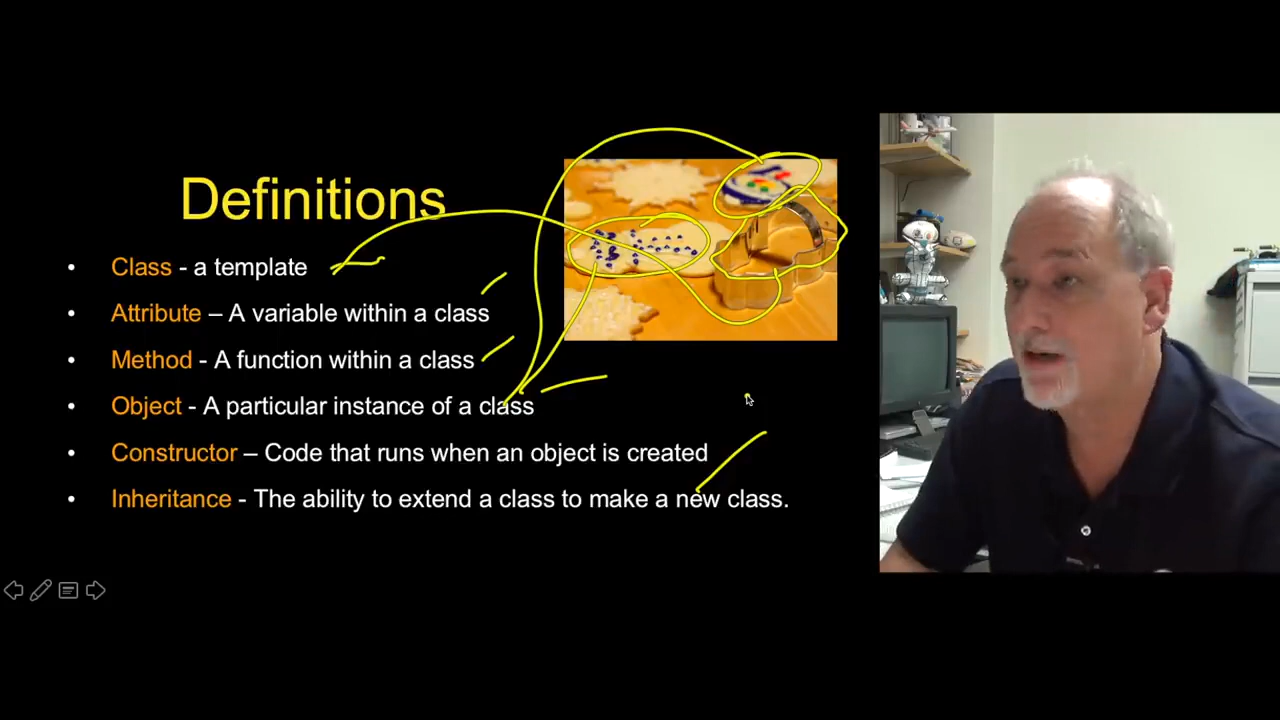 Definitions
• Class - a template
• Attribute – A variable within a class
• Method - A function within a class
• Object - A particular instance of a class
• Constructor – Code that runs when an object is created
• Inheritance - The ability to extend a class to make a new class.